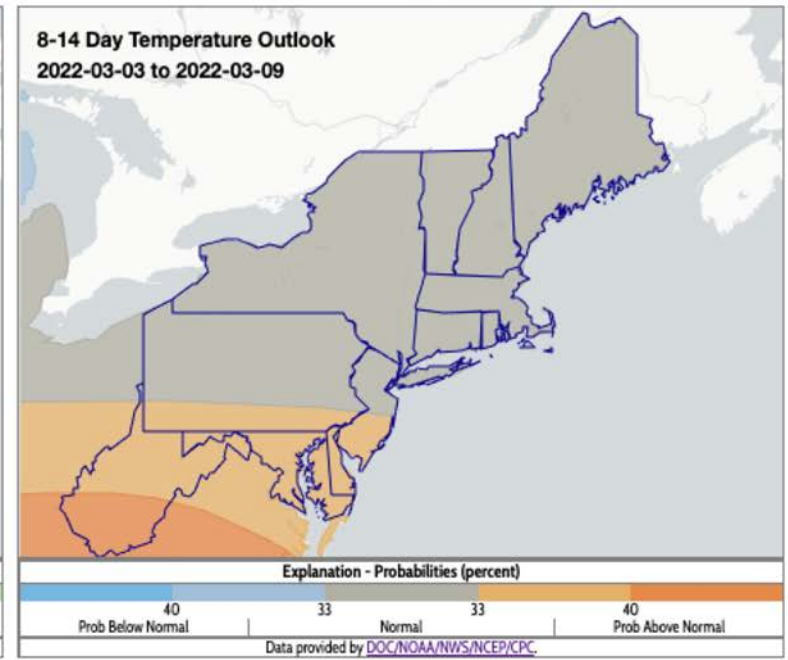 8-14 Day Temperature Outlook
2022-03-03 to 2022-03-09
Explanation - Probabilities (percent)
40 33 33 40
Prob Below Normal Normal Prob Above Normal
Data provided by DOC/NOAA/NWS/NCEP/CPC.